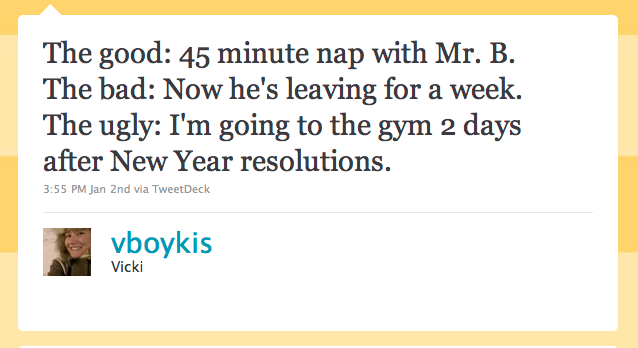 The good: 45 minute nap with Mr. B.
The bad: Now he's leaving for a week.
The ugly: I'm going to the gym 2 days
after New Year resolutions.
3:55 PM Jan 2nd via TweetDeck
vboykis
Vicki